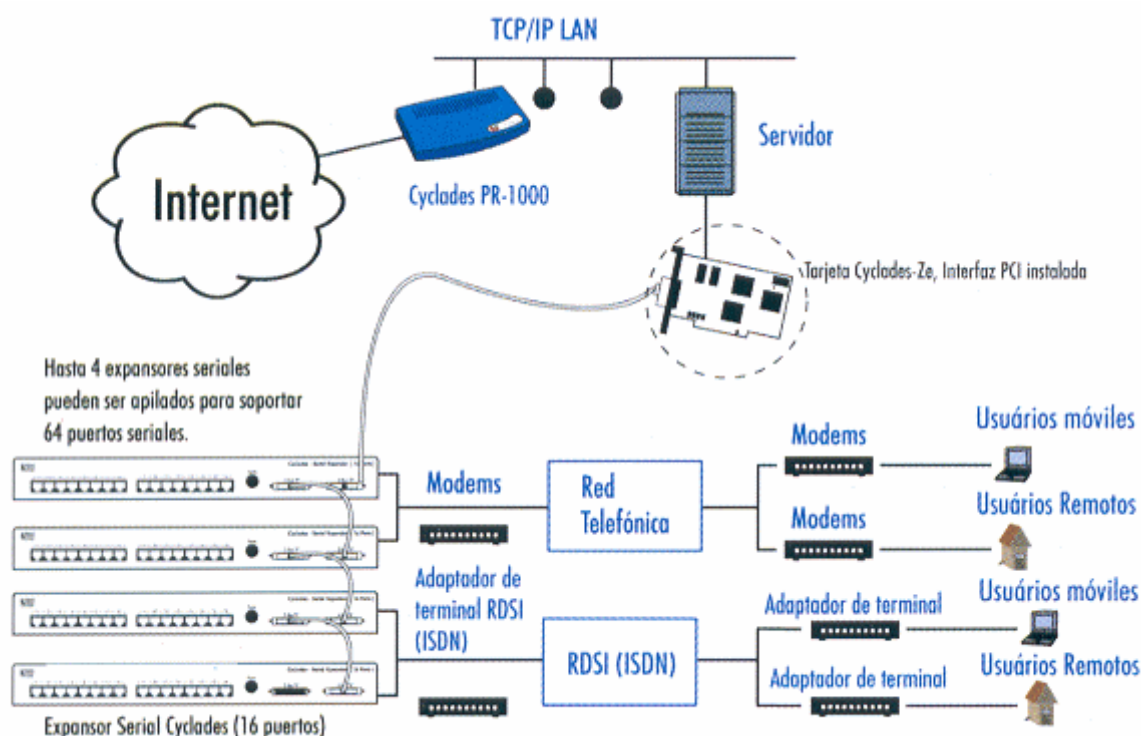 TCP/IP LAN
Servidor
Internet
Cyclades PR-1000
Tarjeta Cyclades-Ze, Interfaz PCI instalada
Hasta 4 expansores seriales
pueden ser apilados para soportar
64 puertos seriales.
Modems
Red
Telefónica
Modems
Usuários móviles
Modems
Usuários Remotos
Adaptador de
terminal RDSI
(ISDN)
RDSI (ISDN)
Adaptador de terminal
Usuários móviles
Adaptador de terminal
Usuários Remotos
Expansor Serial Cyclades (16 puertos)